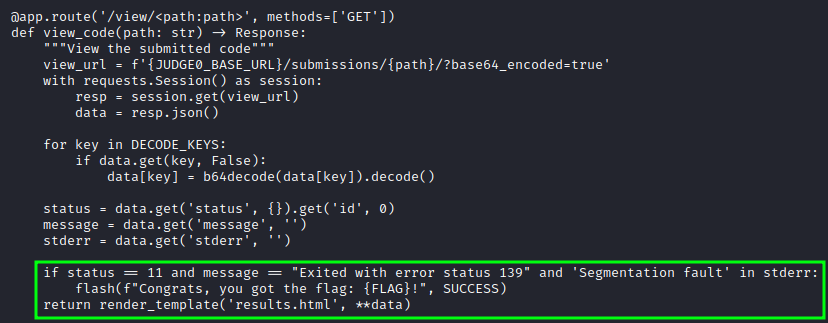 @app.route('/view/<path:path>', methods=['GET'])
def view_code(path: str) → Response:
    """View the submitted code"""
    view_url = f'{JUDGE0_BASE_URL}/submissions/{path}/?base64_encoded=true'
    with requests.Session() as session:
        resp = session.get(view_url)
        data = resp.json()

    for key in DECODE_KEYS:
        if data.get(key, False):
            data[key] = b64decode(data[key]).decode()

    status = data.get('status', {}).get('id', 0)
    message = data.get('message', '')
    stderr = data.get('stderr', '')

    if status == 11 and message == "Exited with error status 139" and 'Segmentation fault' in stderr:
        flash(f"Congrats, you got the flag: {FLAG}!", SUCCESS)
    return render_template('results.html', **data)